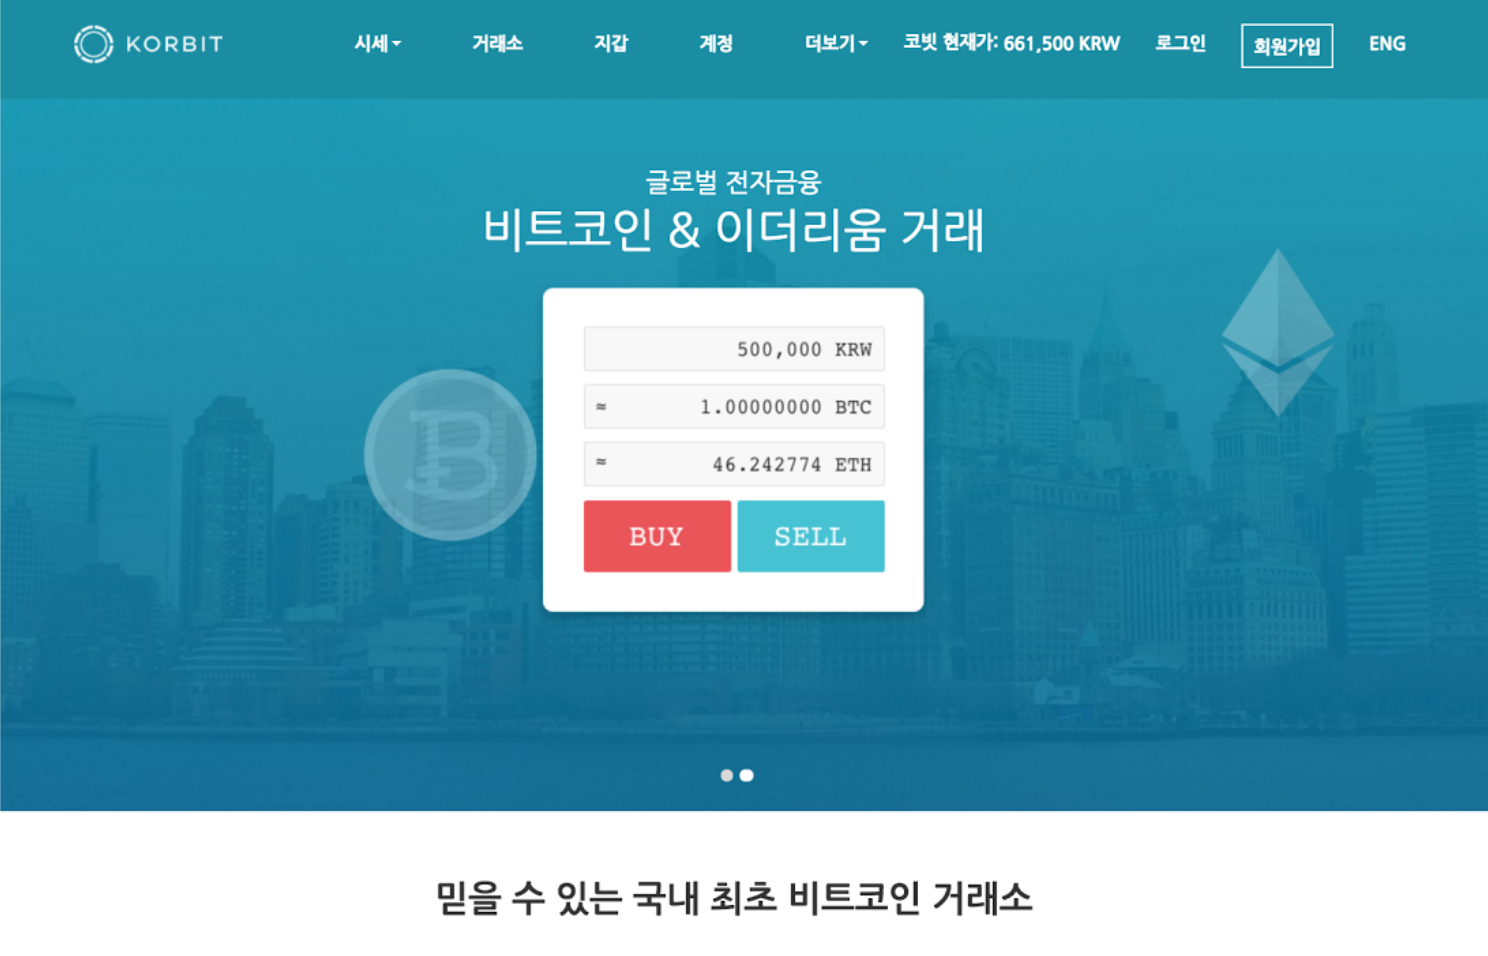 KORBIT 시세 거래소 지갑 계정 더보기 코빗 현재가: 661,500 KRW 로그인 회원가입 ENG
글로벌 전자금융
비트코인 & 이더리움 거래
500,000 KRW
≈ 1.00000000 BTC
≈ 46.242774 ETH
BUY SELL
믿을 수 있는 국내 최초 비트코인 거래소